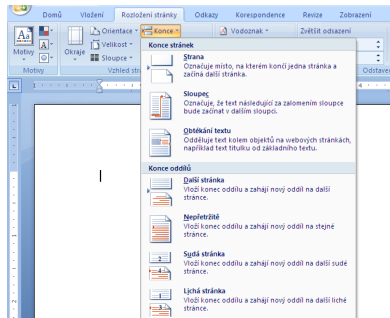 Domů Vložení Rozložení stránky Odkazy Korespondence Revize Zobrazení
Motivy
Okraje
Orientace
Velikost
Sloupce
Konce
Vodoznak
Zvětšit odsazení
Motivy
Vzhled str
Odstavec
Konce stránek
Strana
Označuje místo, na kterém končí jedna stránka a
začíná další stránka.
Sloupec
Označuje, že text následující za zalomením sloupce
bude začínat v dalším sloupci.
Obtékání textu
Odděluje text kolem objektů na webových stránkách,
například text titulku od základního textu.
Konce oddílů
Další stránka
Vloží konec oddílu a zahájí nový oddíl na další
stránce.
Nepřetržitě
Vloží konec oddílu a zahájí nový oddíl na stejné
stránce.
Sudá stránka
Vloží konec oddílu a zahájí nový oddíl na další sudé
stránce.
Lichá stránka
Vloží konec oddílu a zahájí nový oddíl na další liché
stránce.